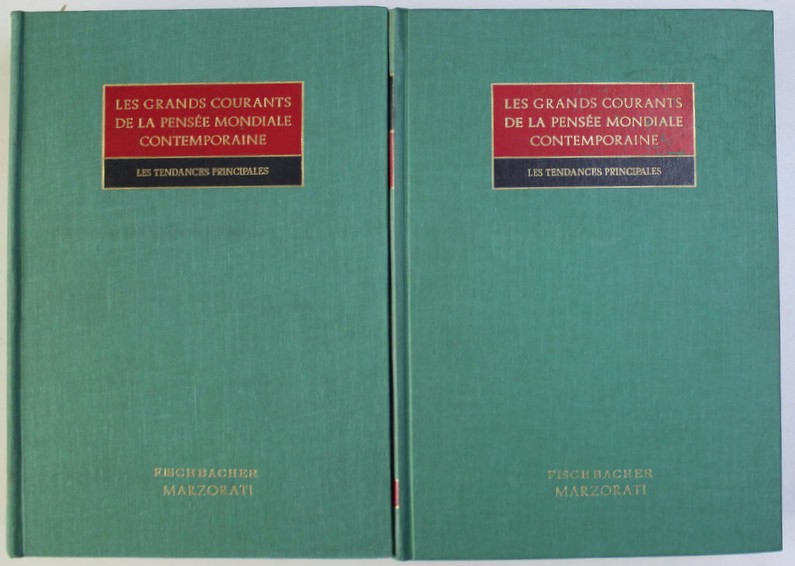 LES GRANDS COURANTS
DE LA PENSÉE MONDIALE
CONTEMPORAINE
LES TENDANCES PRINCIPALES
FISCHBACHER
MARZORATI
LES GRANDS COURANTS
DE LA PENSÉE MONDIALE
CONTEMPORAINE
LES TENDANCES PRINCIPALES
FISCHBACHER
MARZORATI